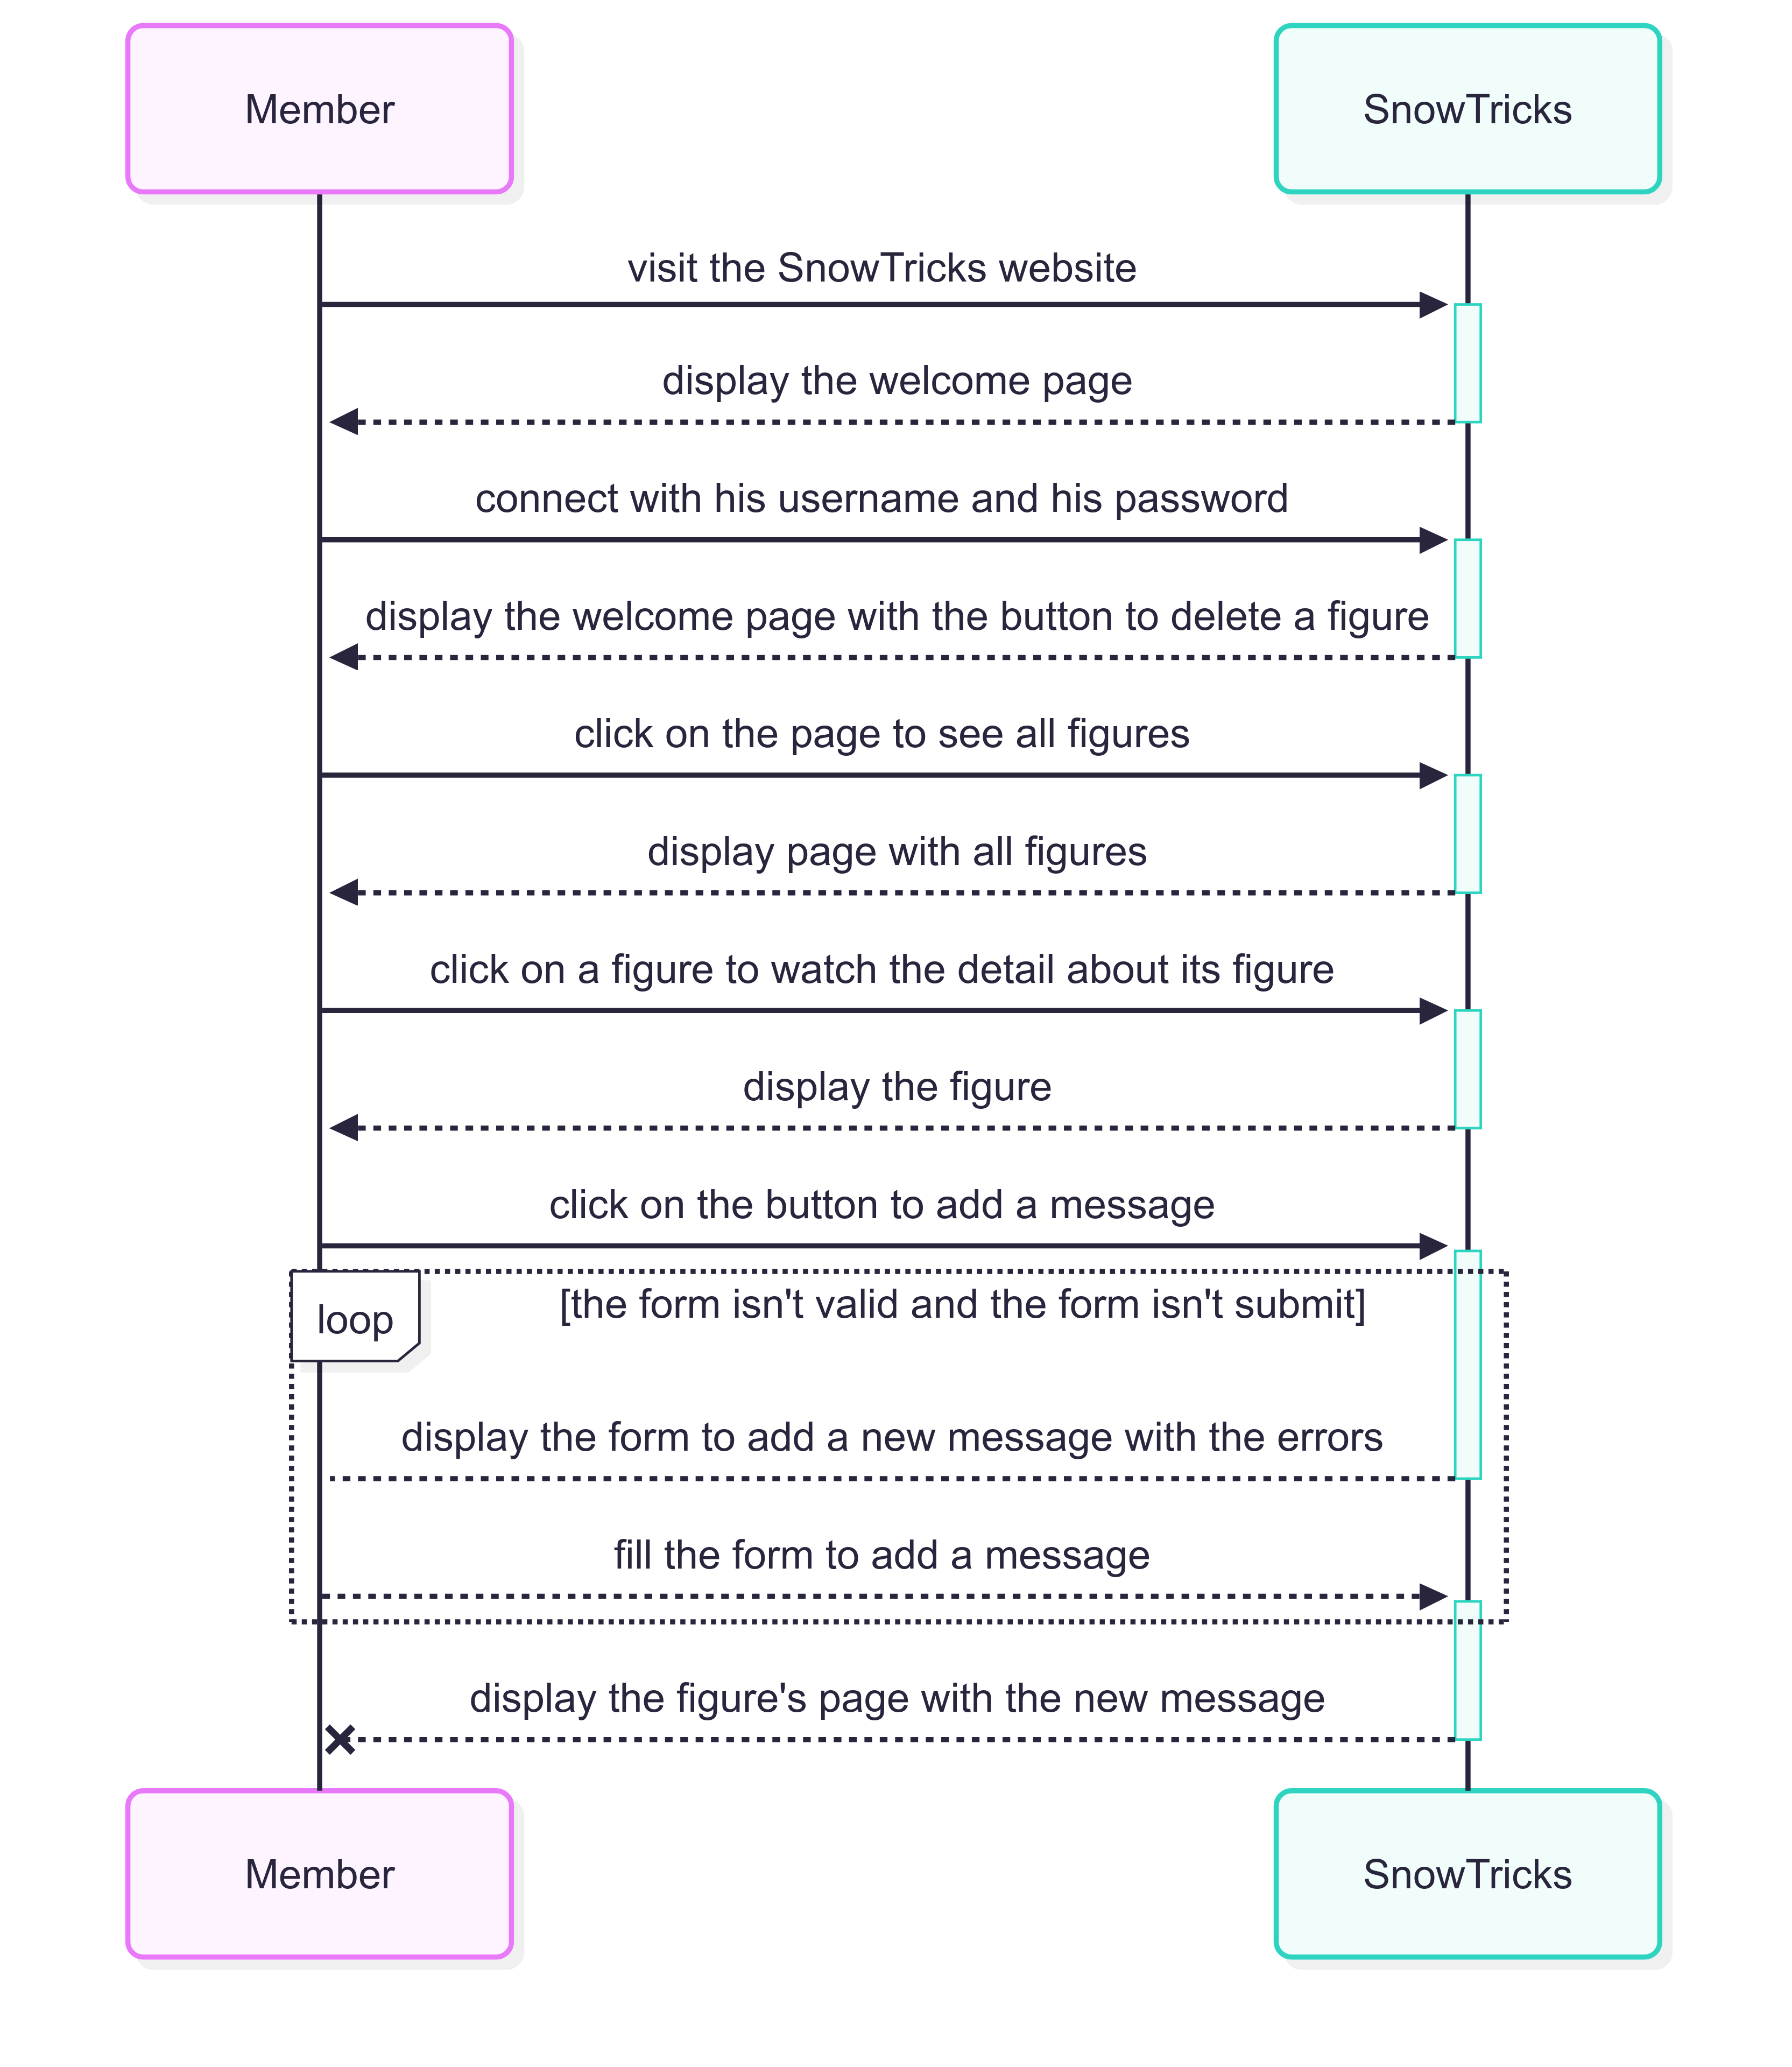 Member
SnowTricks
visit the SnowTricks website
display the welcome page
connect with his username and his password
display the welcome page with the button to delete a figure
click on the page to see all figures
display page with all figures
click on a figure to watch the detail about its figure
display the figure
click on the button to add a message
loop
[the form isn't valid and the form isn't submit]
display the form to add a new message with the errors
fill the form to add a message
display the figure's page with the new message
Member
SnowTricks